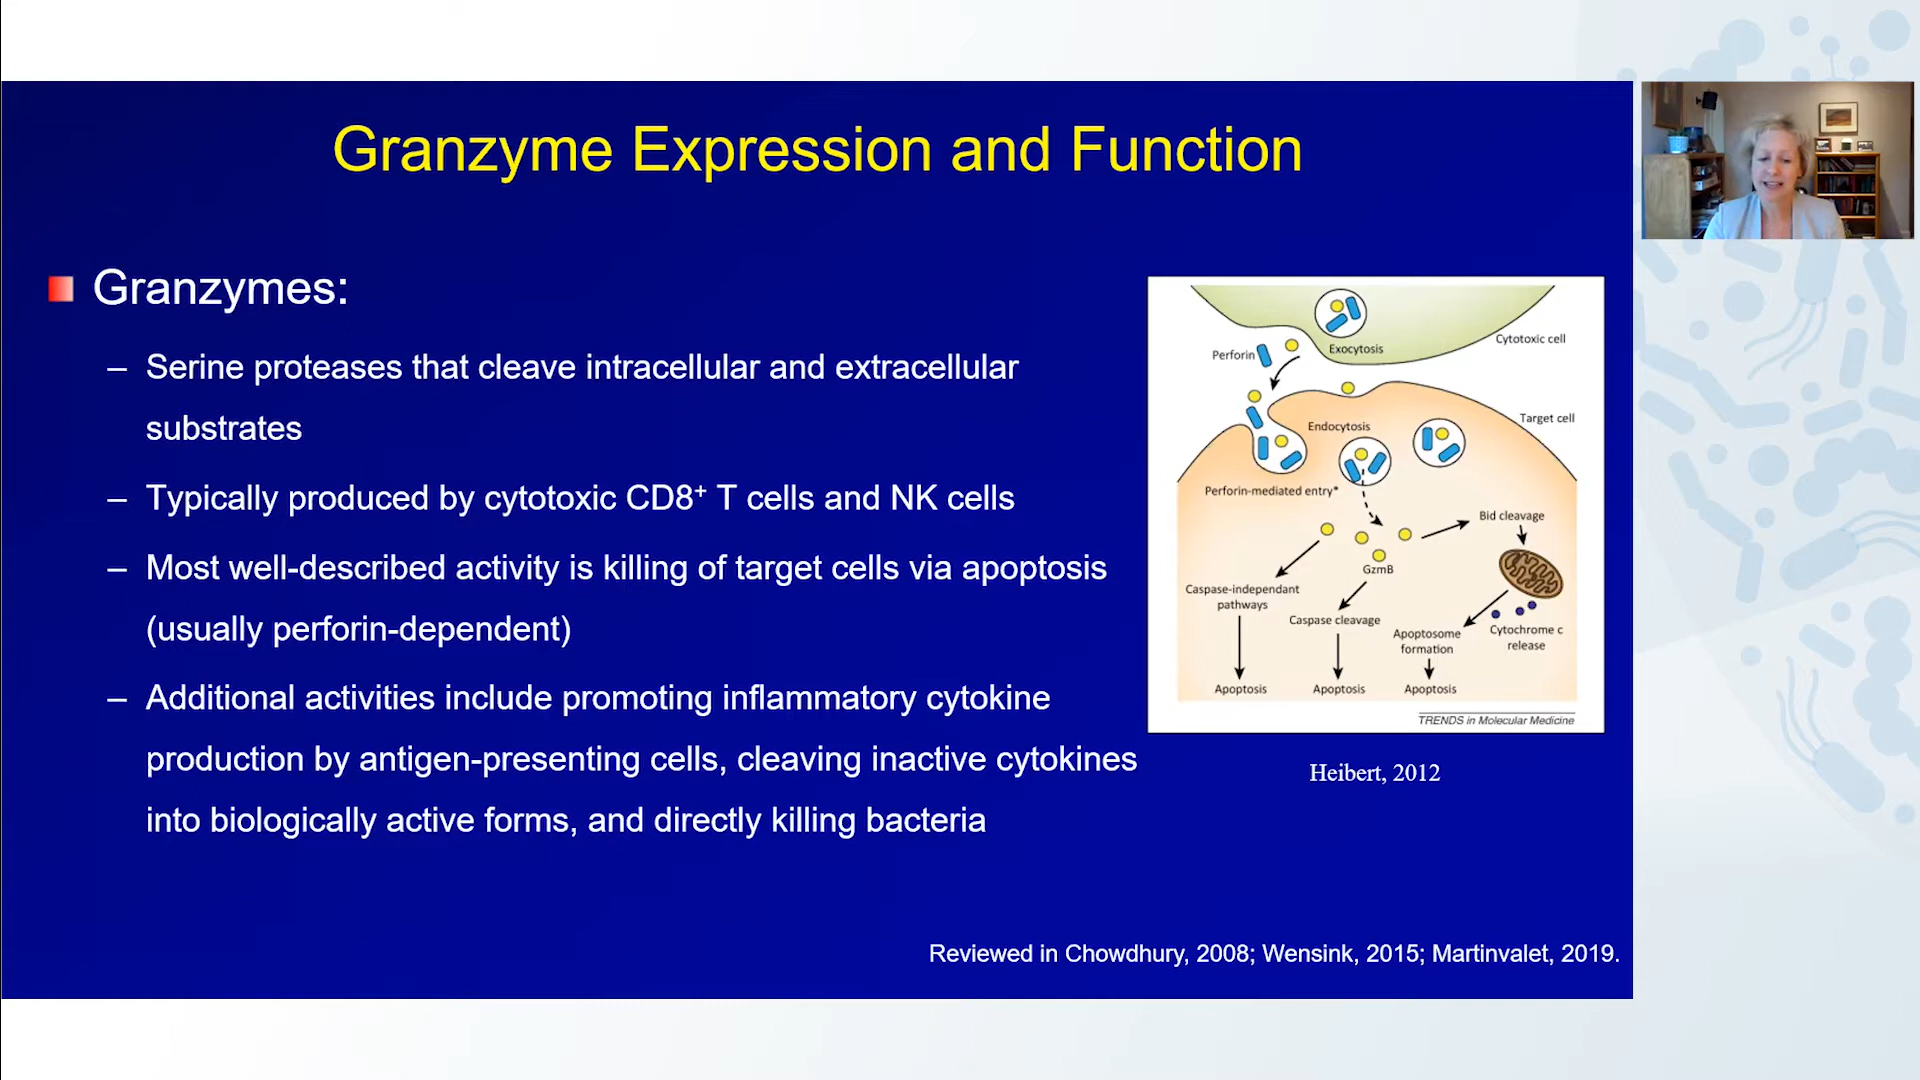 Granzyme Expression and Function
Granzymes:
– Serine proteases that cleave intracellular and extracellular
substrates
– Typically produced by cytotoxic CD8⁺ T cells and NK cells
– Most well-described activity is killing of target cells via apoptosis
(usually perforin-dependent)
– Additional activities include promoting inflammatory cytokine
production by antigen-presenting cells, cleaving inactive cytokines
into biologically active forms, and directly killing bacteria
Cytotoxic cell
Perforin
Exocytosis
Target cell
Endocytosis
Perforin-mediated entry*
Bid cleavage
GzmB
Caspase-independant
pathways
Caspase cleavage
Apoptosome
formation
Cytochrome c
release
Apoptosis
Apoptosis
Apoptosis
TRENDS in Molecular Medicine
Heibert, 2012
Reviewed in Chowdhury, 2008; Wensink, 2015; Martinvalet, 2019.